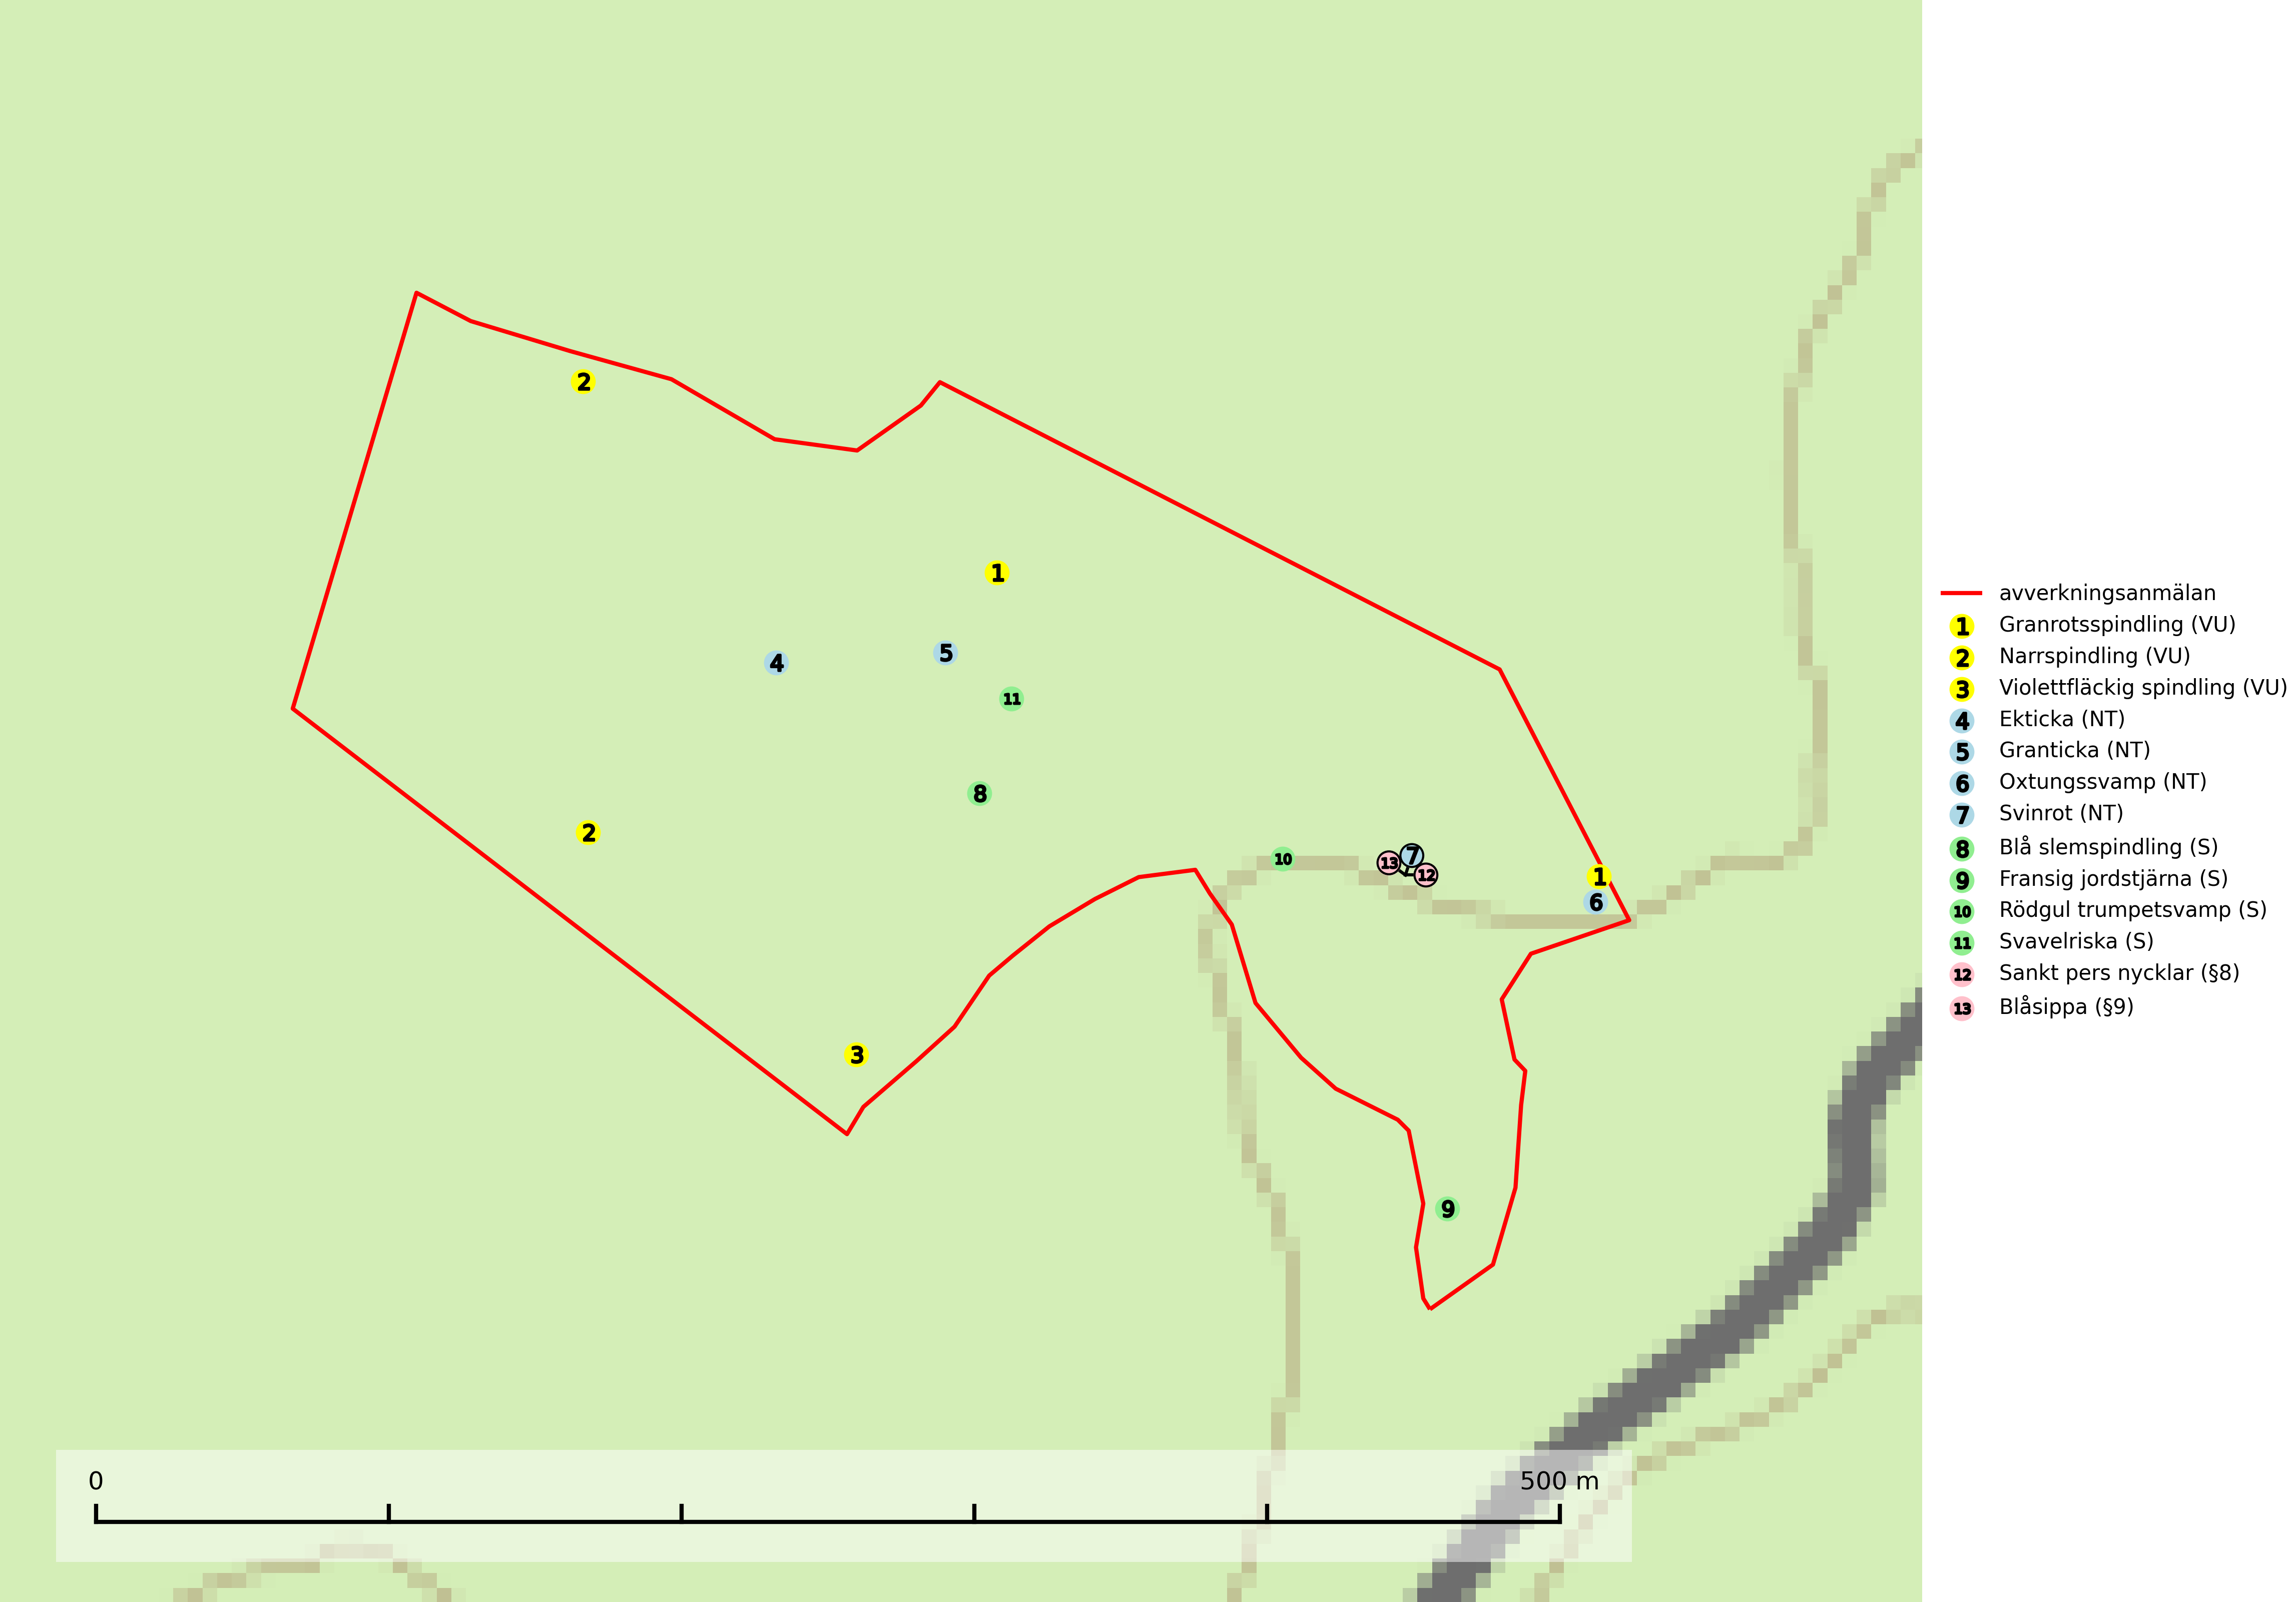 2
1
4
5
11
8
2
10
13
7
12
1
6
3
9
0
500 m
avverkningsanmälan
1 Granrotsspindling (VU)
2 Narrspindling (VU)
3 Violettfläckig spindling (VU)
4 Ekticka (NT)
5 Granticka (NT)
6 Oxtungssvamp (NT)
7 Svinrot (NT)
8 Blå slemspindling (S)
9 Fransig jordstjärna (S)
10 Rödgul trumpetsvamp (S)
11 Svavelriska (S)
12 Sankt pers nycklar (§8)
13 Blåsippa (§9)